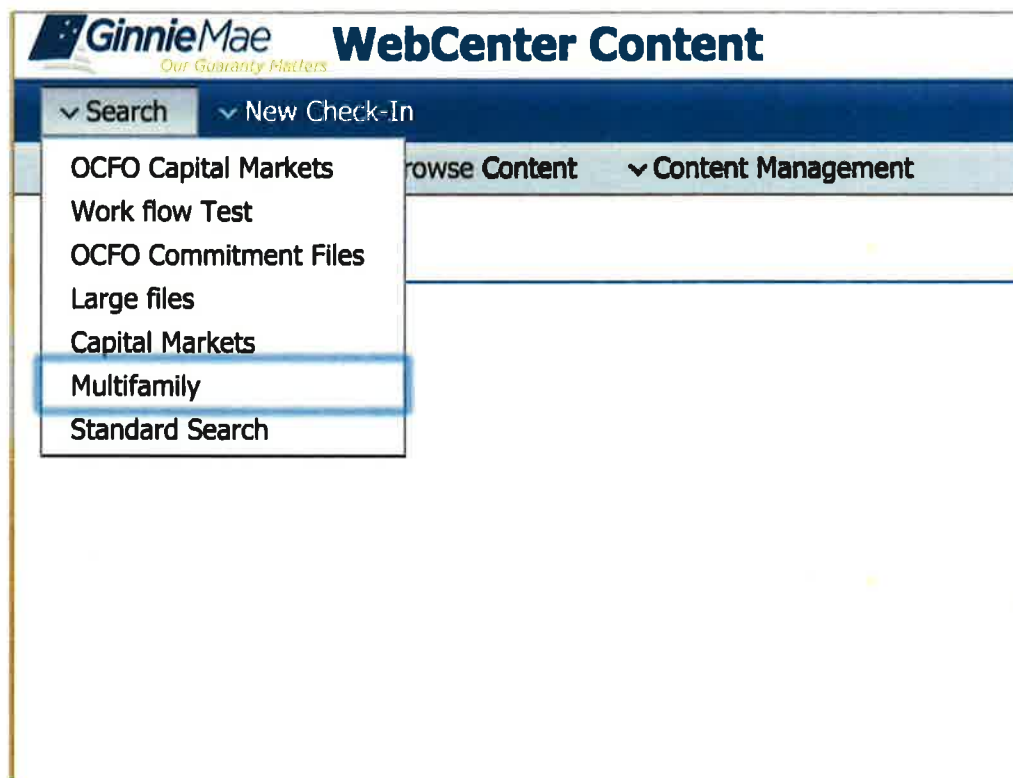 GinnieMae
Our Guaranty Matters
WebCenter Content
Search New Check-In
owse Content Content Management
OCFO Capital Markets
Work flow Test
OCFO Commitment Files
Large files
Capital Markets
Multifamily
Standard Search